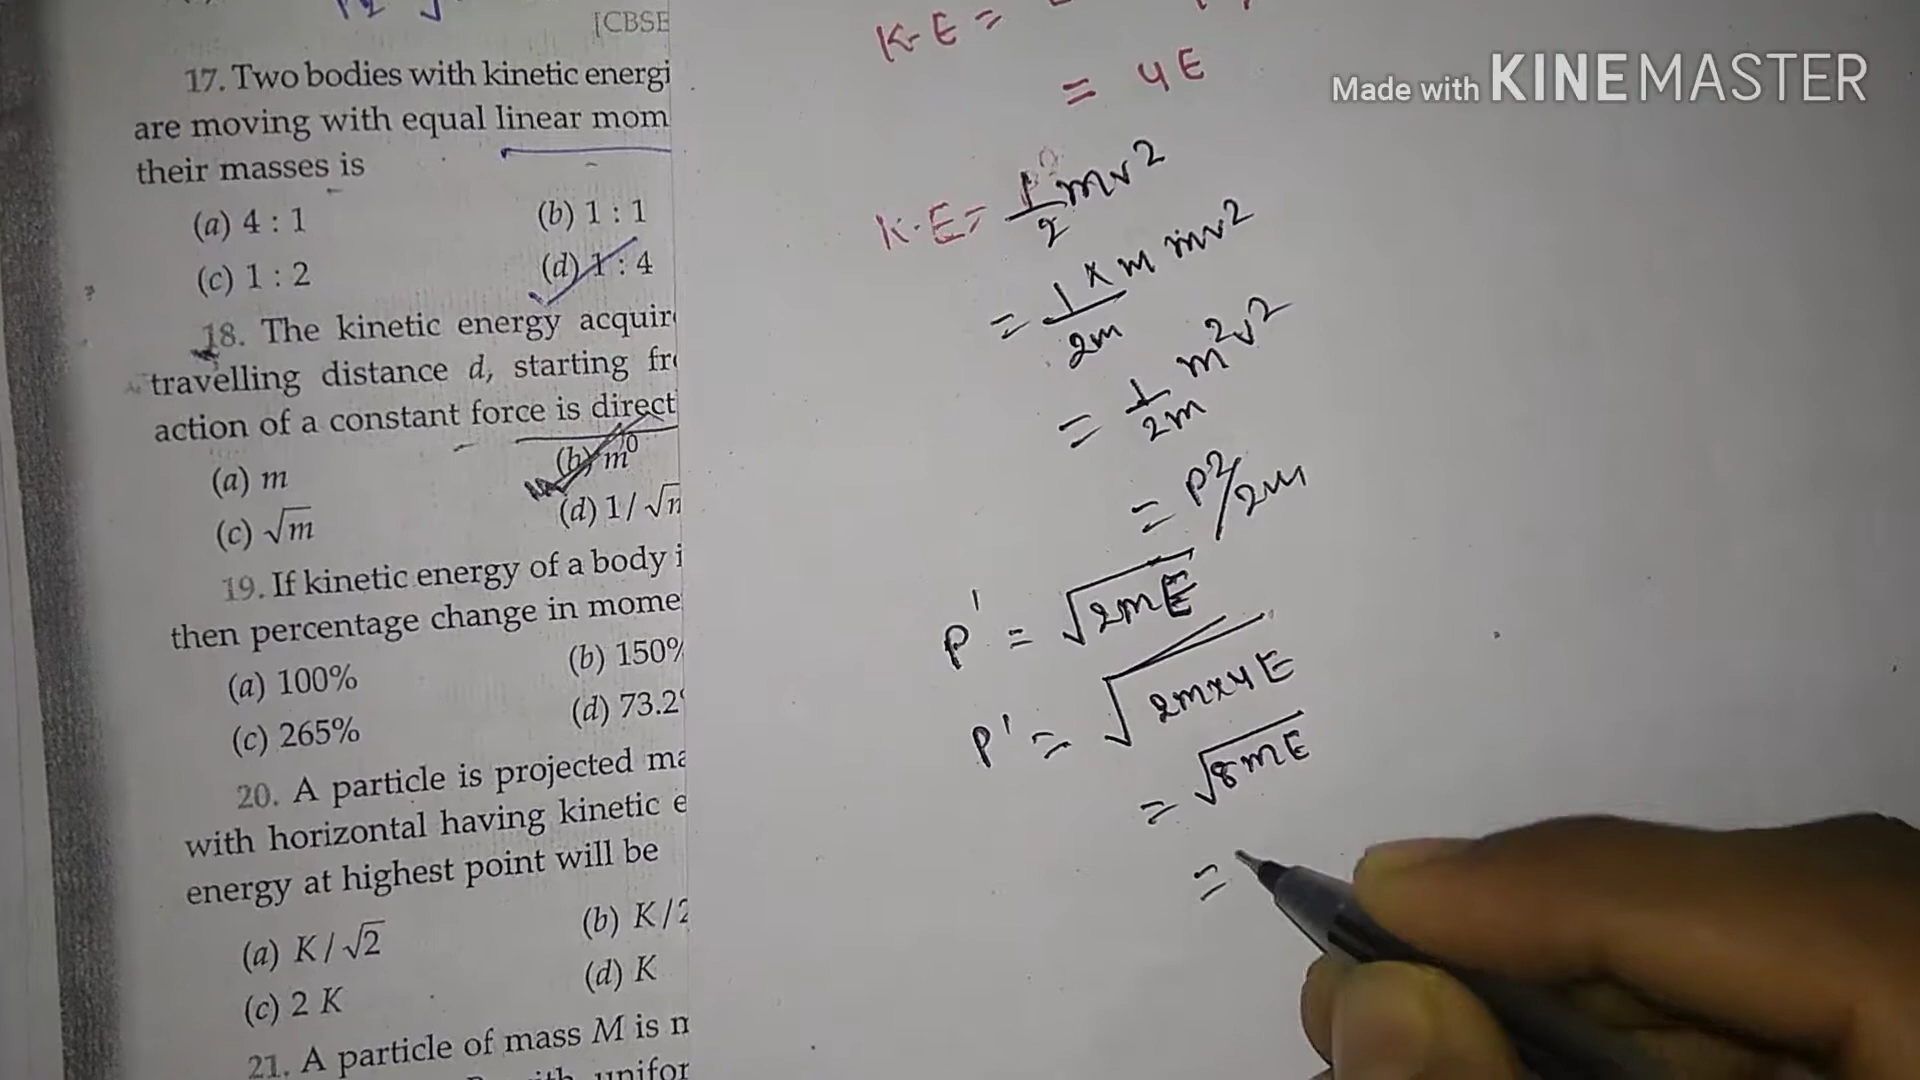 [CBSE
17. Two bodies with kinetic energi
are moving with equal linear mom
their masses is
(a) 4 : 1
(b) 1 : 1
(c) 1 : 2
(d) 1 : 4
18. The kinetic energy acquir
travelling distance d, starting fr
action of a constant force is direct
(a) m
(b) m⁰
(c) √m
(d) 1/√m
19. If kinetic energy of a body i
then percentage change in mome
(a) 100%
(b) 150%
(c) 265%
(d) 73.2
20. A particle is projected ma
with horizontal having kinetic e
energy at highest point will be
(a) K/√2
(b) K/2
(c) 2 K
(d) K
21. A particle of mass M is m
unifor
K.E =
= 4E
K.E = 1/2 mv²
= 1/2m × m mv²
= 1/2m m²v²
= P²/2m
P' = √2mE
P' = √2m×4E
= √8mE
=
Made with KINEMASTER